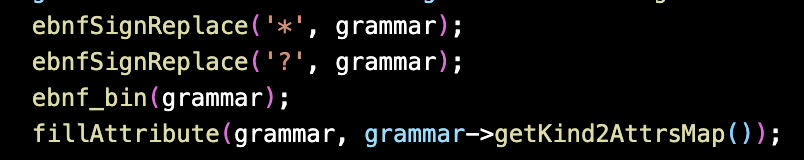 ebnfSignReplace('*', grammar);
ebnfSignReplace('?', grammar);
ebnf_bin(grammar);
fillAttribute(grammar, grammar->getKind2AttrsMap());